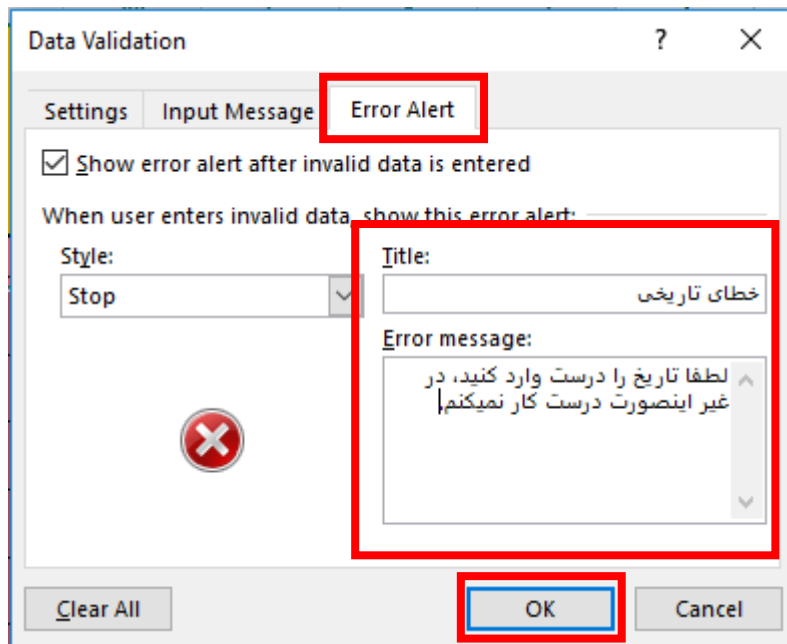 Data Validation ? ×
Settings Input Message Error Alert
Show error alert after invalid data is entered
When user enters invalid data, show this error alert:
Style:
Stop
Title:
خطای تاریخی
Error message:
لطفا تاریخ را درست وارد کنید، در
غیر اینصورت درست کار نمیکنم
Clear All OK Cancel